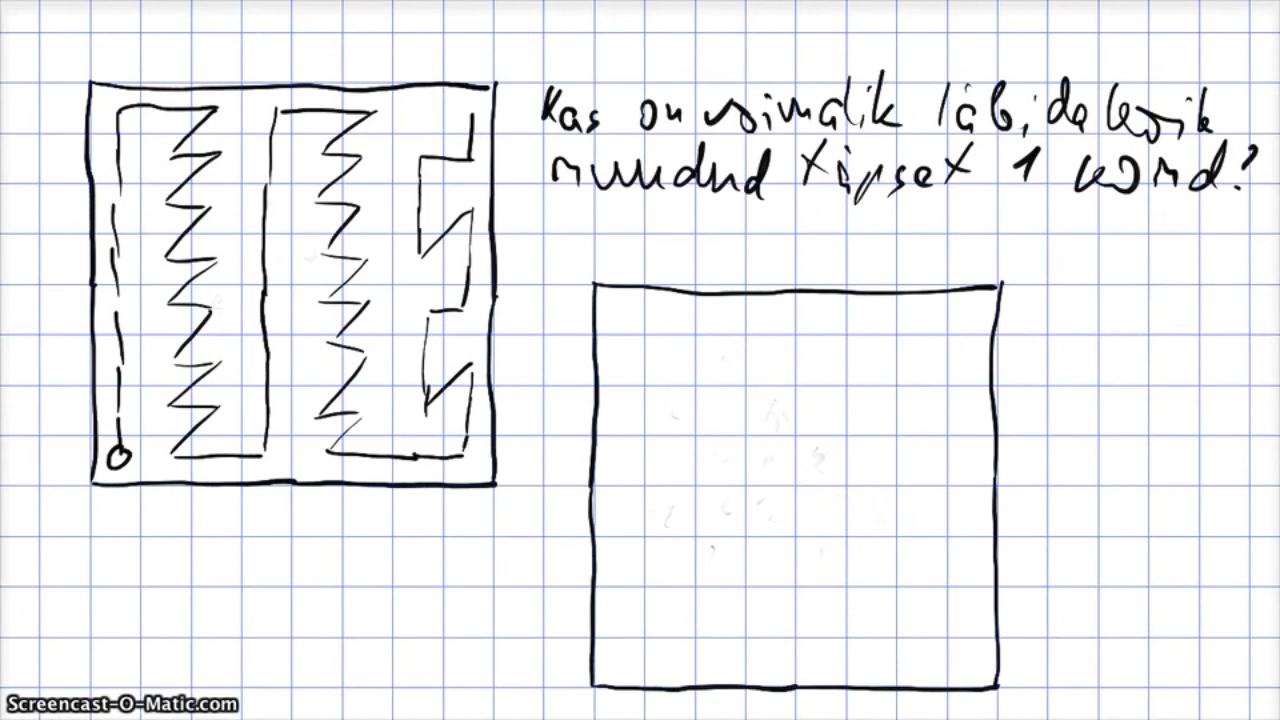 Kas on võimalik läbida kõik
ruudud täpselt 1 kord?
Screencast-O-Matic.com